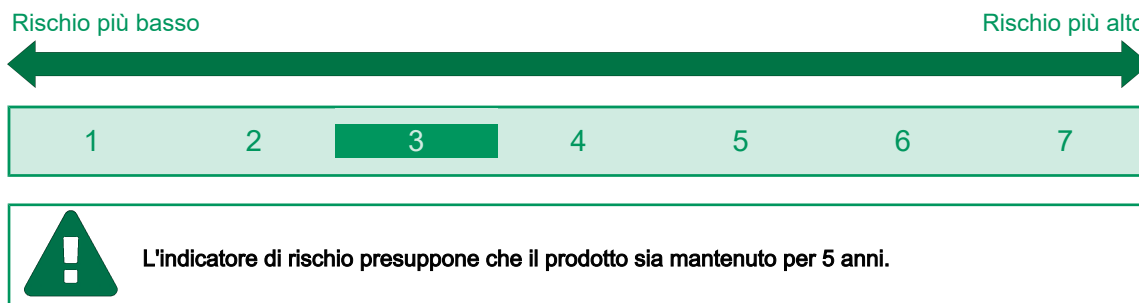 Rischio più basso Rischio più alto
1 2 3 4 5 6 7
L'indicatore di rischio presuppone che il prodotto sia mantenuto per 5 anni.